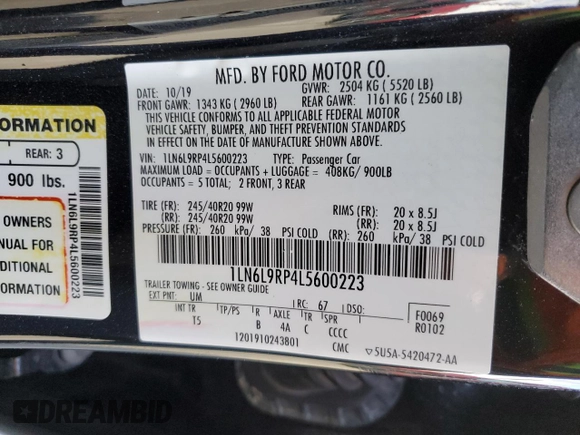 MFD. BY FORD MOTOR CO.
DATE: 10/19 GVWR: 2504 KG ( 5520 LB)
FRONT GAWR: 1343 KG ( 2960 LB) REAR GAWR: 1161 KG ( 2560 LB)
THIS VEHICLE CONFORMS TO ALL APPLICABLE FEDERAL MOTOR
VEHICLE SAFETY, BUMPER, AND THEFT PREVENTION STANDARDS
IN EFFECT ON THE DATE OF MANUFACTURE SHOWN ABOVE.
VIN: 1LN6L9RP4L5600223 TYPE: Passenger Car
MAXIMUM LOAD = OCCUPANTS + LUGGAGE = 408KG/ 900LB
OCCUPANTS = 5 TOTAL; 2 FRONT, 3 REAR
TIRE (FR): 245/40R20 99W RIMS (FR): 20 x 8.5J
(RR): 245/40R20 99W (RR): 20 x 8.5J
PRESSURE (FR): 260 kPa/ 38 PSI COLD (RR) 260 kPa/ 38 PSI COLD
1LN6L9RP4L5600223
TRAILER TOWING - SEE OWNER GUIDE
EXT PNT: UM RC: 67 DSO: F0069
INT TR TP/PS R AXLE TR SPR R0102
T5 B 4A C CCCC
1201910243B01 CMC 5U5A-5420472-AA
FORMATION
REAR: 3
900 lbs.
OWNERS
NUAL FOR
DITIONAL
FORMATION
1LN6L9RP4L5600223
DREAMBID